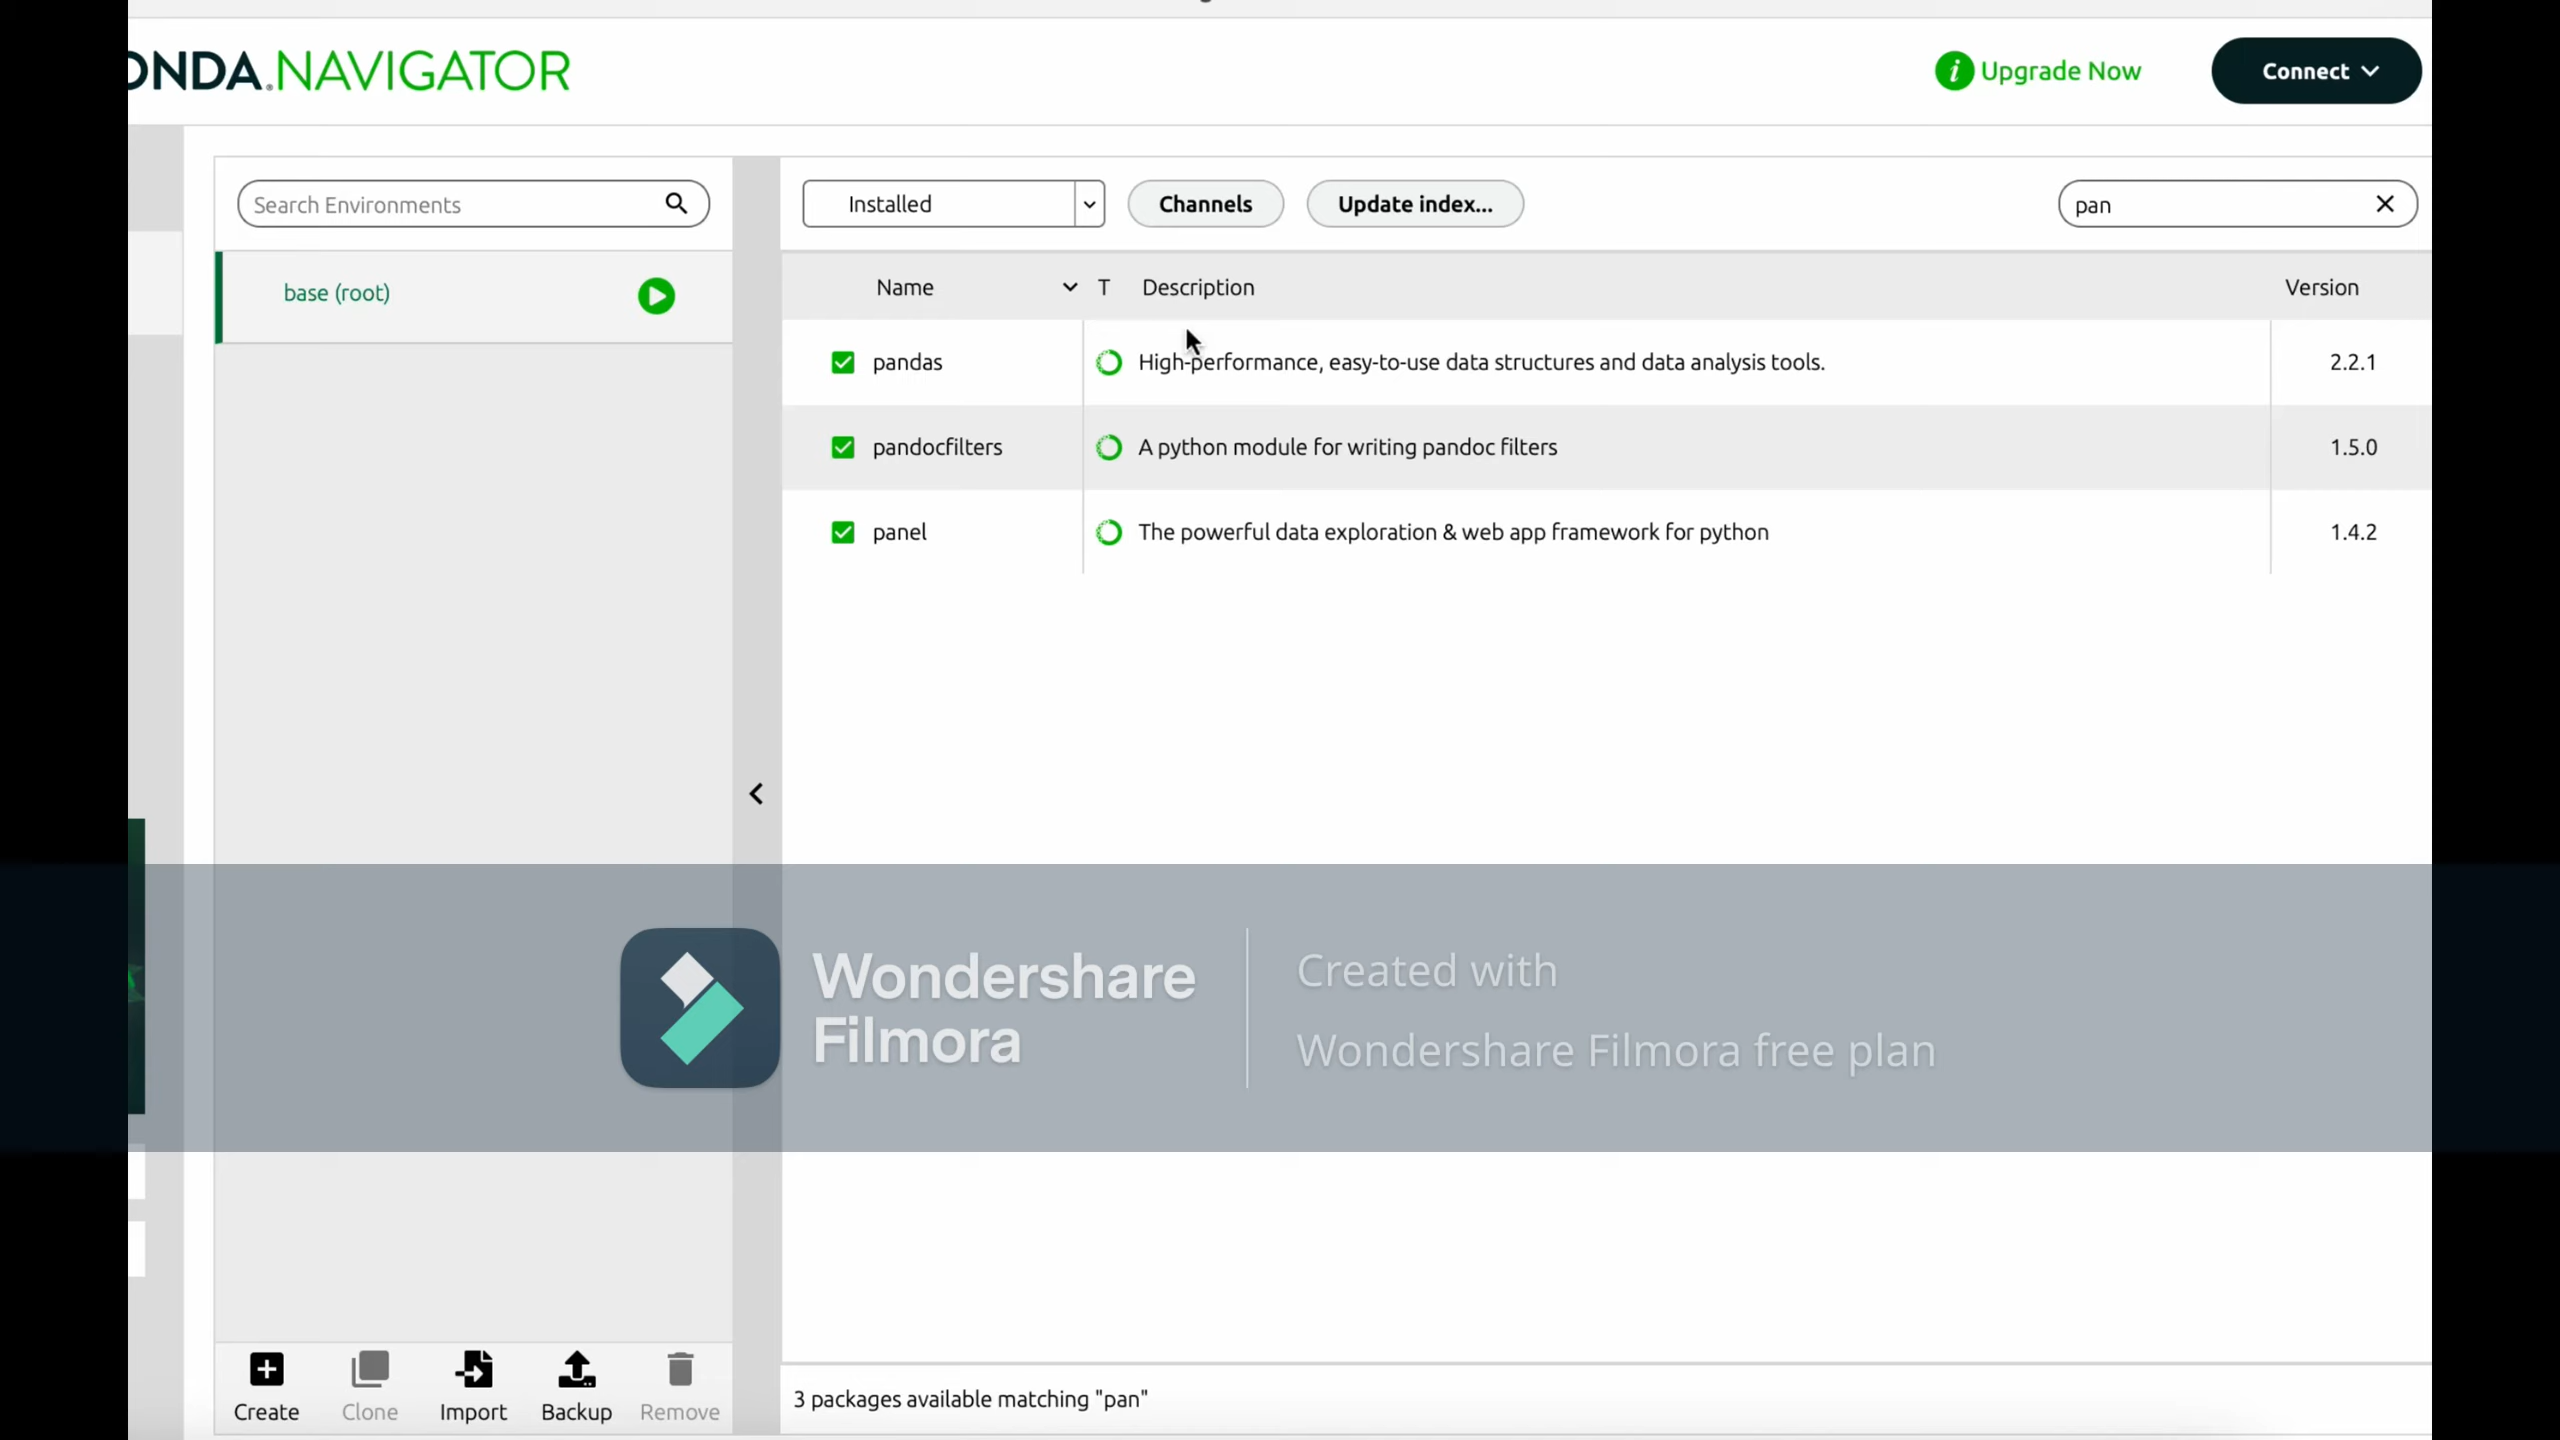 ONDA.NAVIGATOR
Upgrade Now
Connect
Search Environments
Installed
Channels
Update index...
pan
base (root)
Name T Description Version
pandas High-performance, easy-to-use data structures and data analysis tools. 2.2.1
pandocfilters A python module for writing pandoc filters 1.5.0
panel The powerful data exploration & web app framework for python 1.4.2
Wondershare
Filmora
Created with
Wondershare Filmora free plan
Create Clone Import Backup Remove
3 packages available matching "pan"